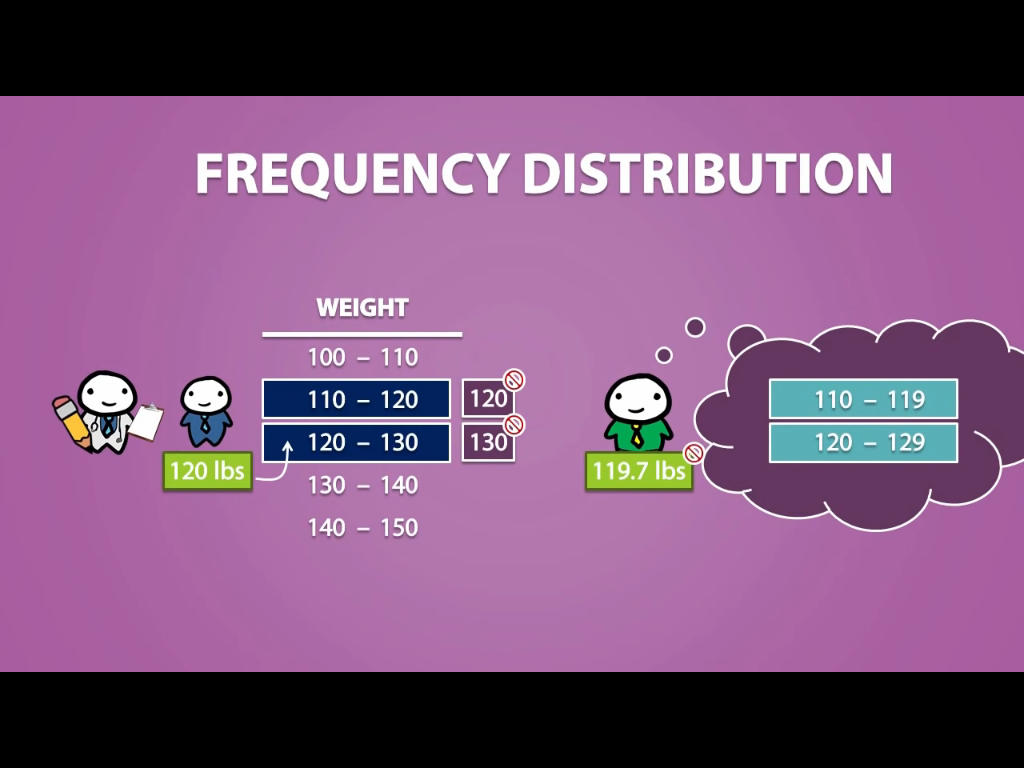 FREQUENCY DISTRIBUTION
WEIGHT
100 – 110
110 – 120 120
120 – 130 130
130 – 140
140 – 150
120 lbs
119.7 lbs
110 – 119
120 – 129